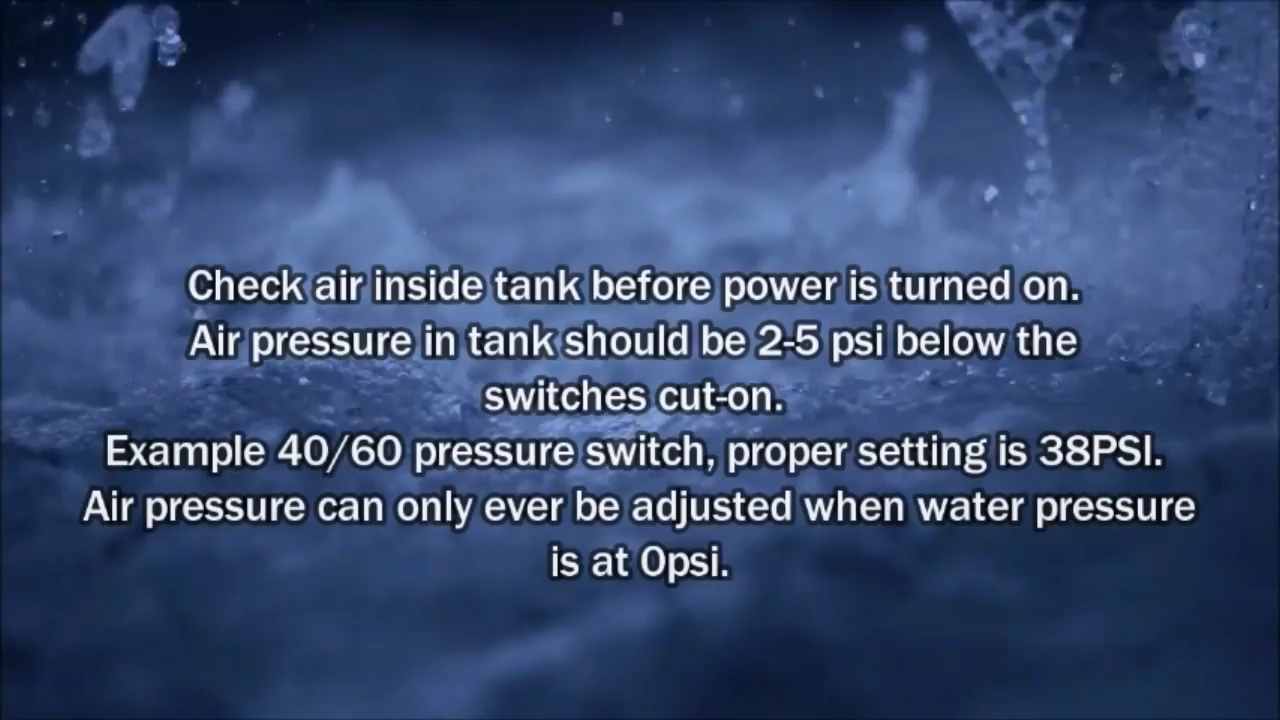 Check air inside tank before power is turned on.
Air pressure in tank should be 2-5 psi below the
switches cut-on.
Example 40/60 pressure switch, proper setting is 38PSI.
Air pressure can only ever be adjusted when water pressure
is at 0psi.